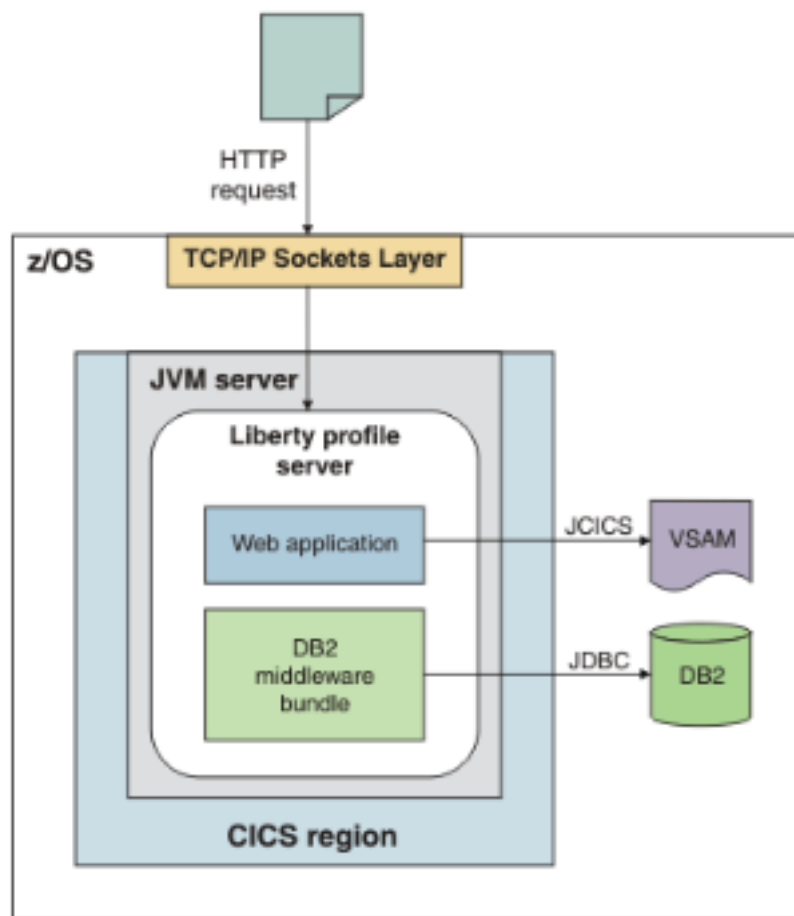 HTTP
request
z/OS
TCP/IP Sockets Layer
JVM server
Liberty profile
server
Web application
JCICS
VSAM
DB2
middleware
bundle
JDBC
DB2
CICS region